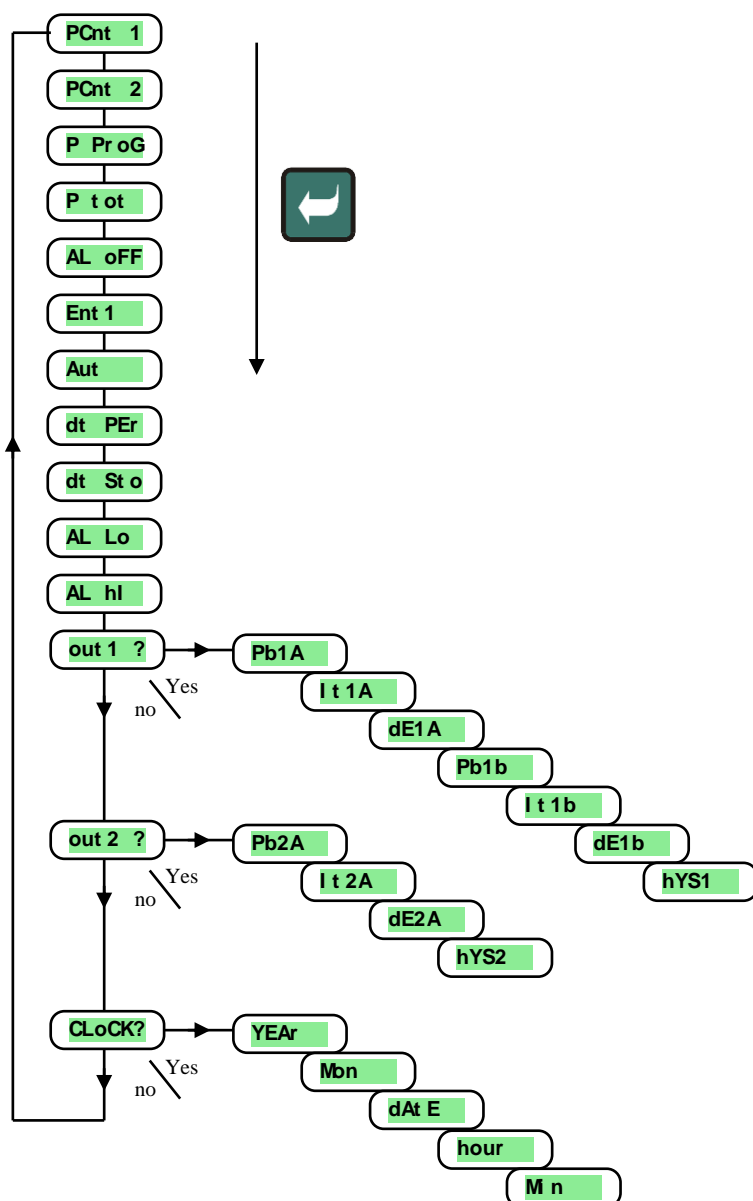 PCnt 1
PCnt 2
P ProG
P tot
AL oFF
Ent 1
Aut
dt PEr
dt Sto
AL Lo
AL hI
out 1 ?
Pb1A
Yes
no
It 1A
dE1A
Pb1b
It 1b
dE1b
hYS1
out 2 ?
Pb2A
Yes
no
It 2A
dE2A
hYS2
CLoCK?
YEAr
Yes
no
Mon
dAtE
hour
Min